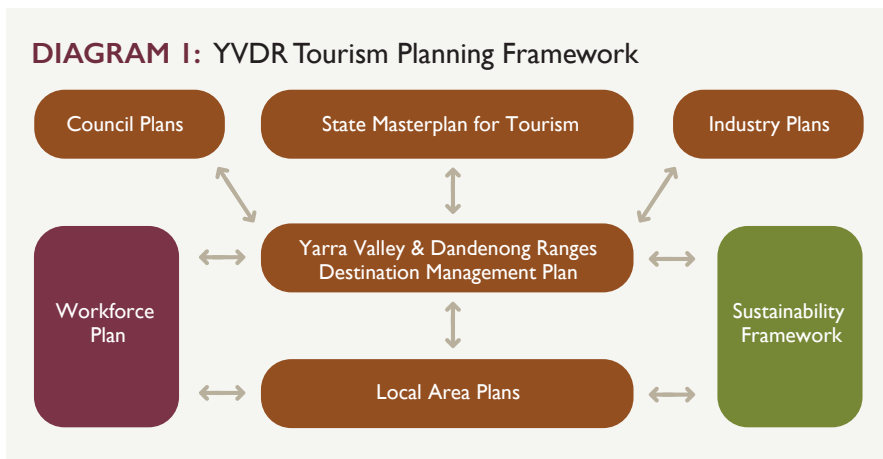 DIAGRAM 1: YVDR Tourism Planning Framework
Council Plans
State Masterplan for Tourism
Industry Plans
Yarra Valley & Dandenong Ranges
Destination Management Plan
Workforce
Plan
Sustainability
Framework
Local Area Plans